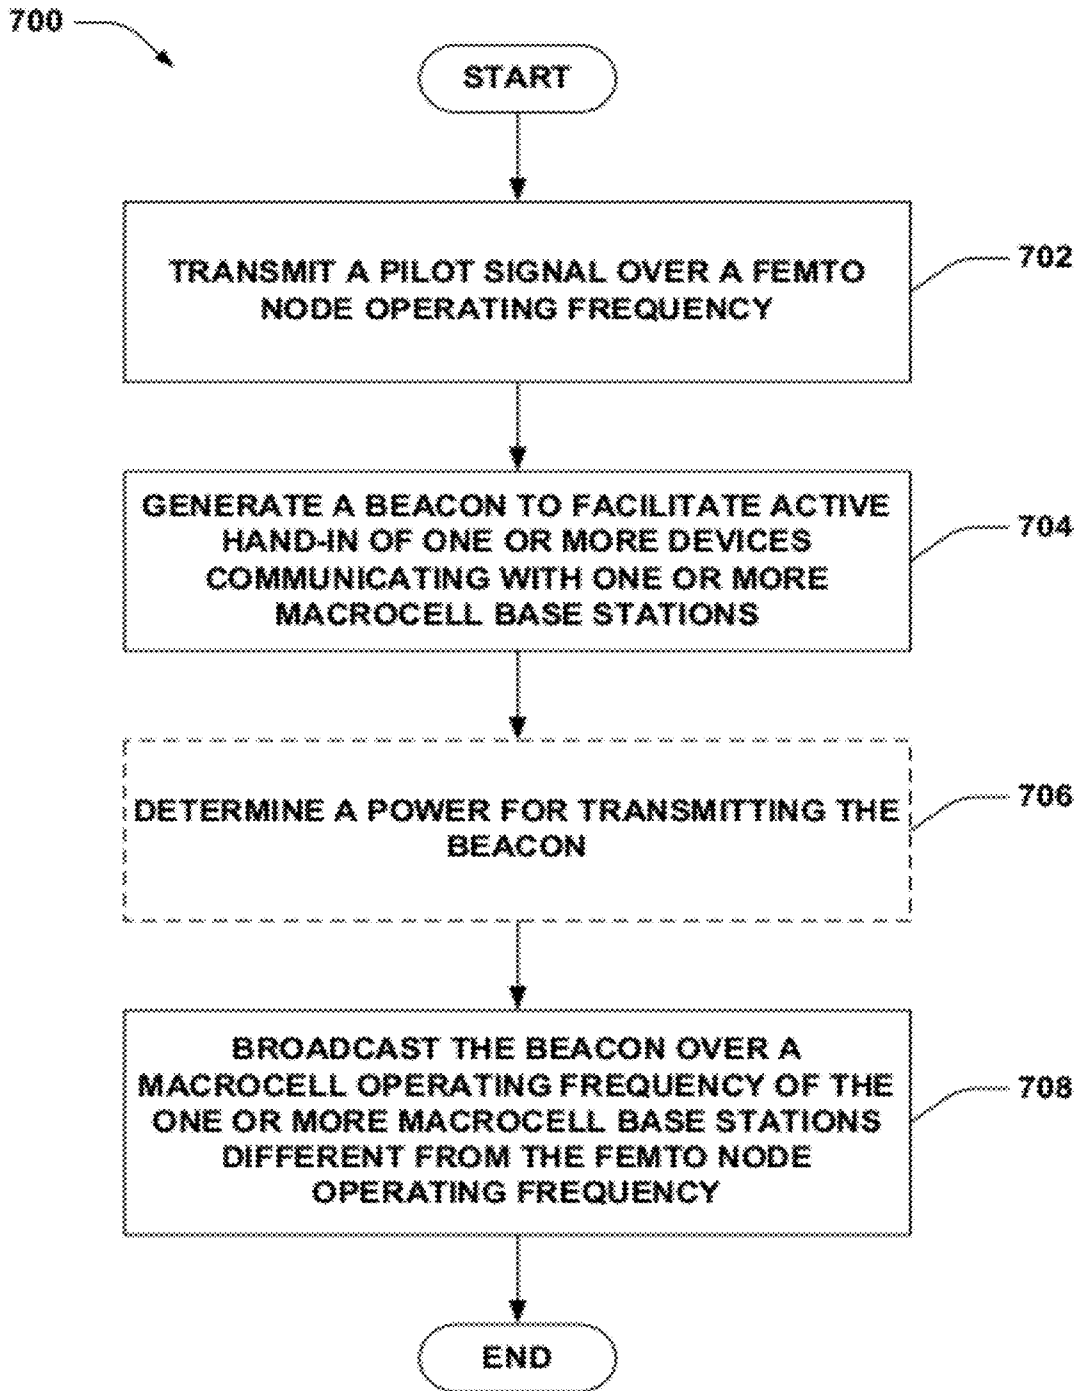 700
START
TRANSMIT A PILOT SIGNAL OVER A FEMTO
NODE OPERATING FREQUENCY
702
GENERATE A BEACON TO FACILITATE ACTIVE
HAND-IN OF ONE OR MORE DEVICES
COMMUNICATING WITH ONE OR MORE
MACROCELL BASE STATIONS
704
DETERMINE A POWER FOR TRANSMITTING THE
BEACON
706
BROADCAST THE BEACON OVER A
MACROCELL OPERATING FREQUENCY OF THE
ONE OR MORE MACROCELL BASE STATIONS
DIFFERENT FROM THE FEMTO NODE
OPERATING FREQUENCY
708
END